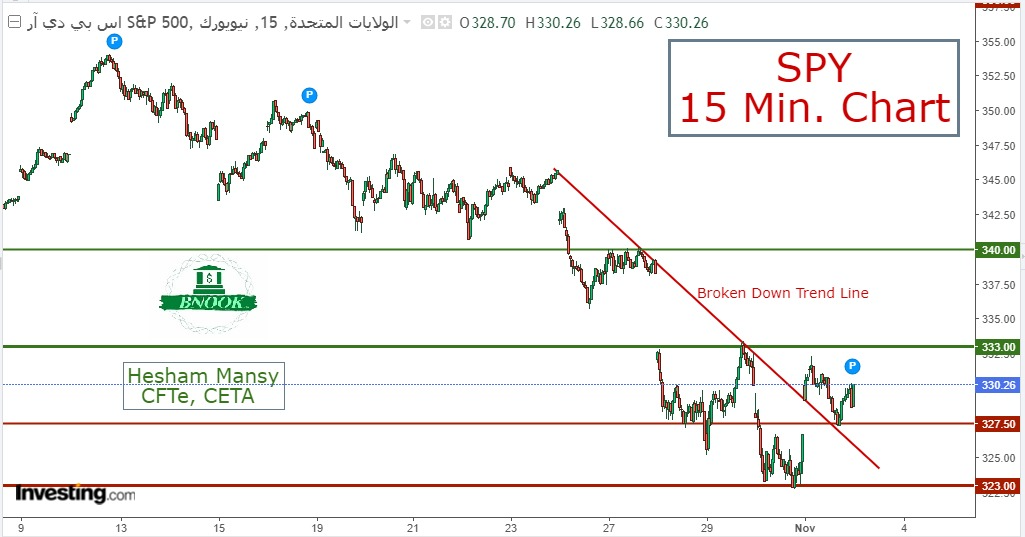 الولايات المتحدة, 15, نيويورك ,S&P 500 اس بي دي آر
O328.70 H330.26 L328.66 C330.26
P
P
P
SPY
15 Min. Chart
Broken Down Trend Line
BNOOK
Hesham Mansy
CFTe, CETA
Investing.com
355.00
352.50
350.00
347.50
345.00
342.50
340.00
337.50
335.00
333.00
330.26
327.50
325.00
323.00
9 13 15 17 19 21 23 27 29 Nov 4